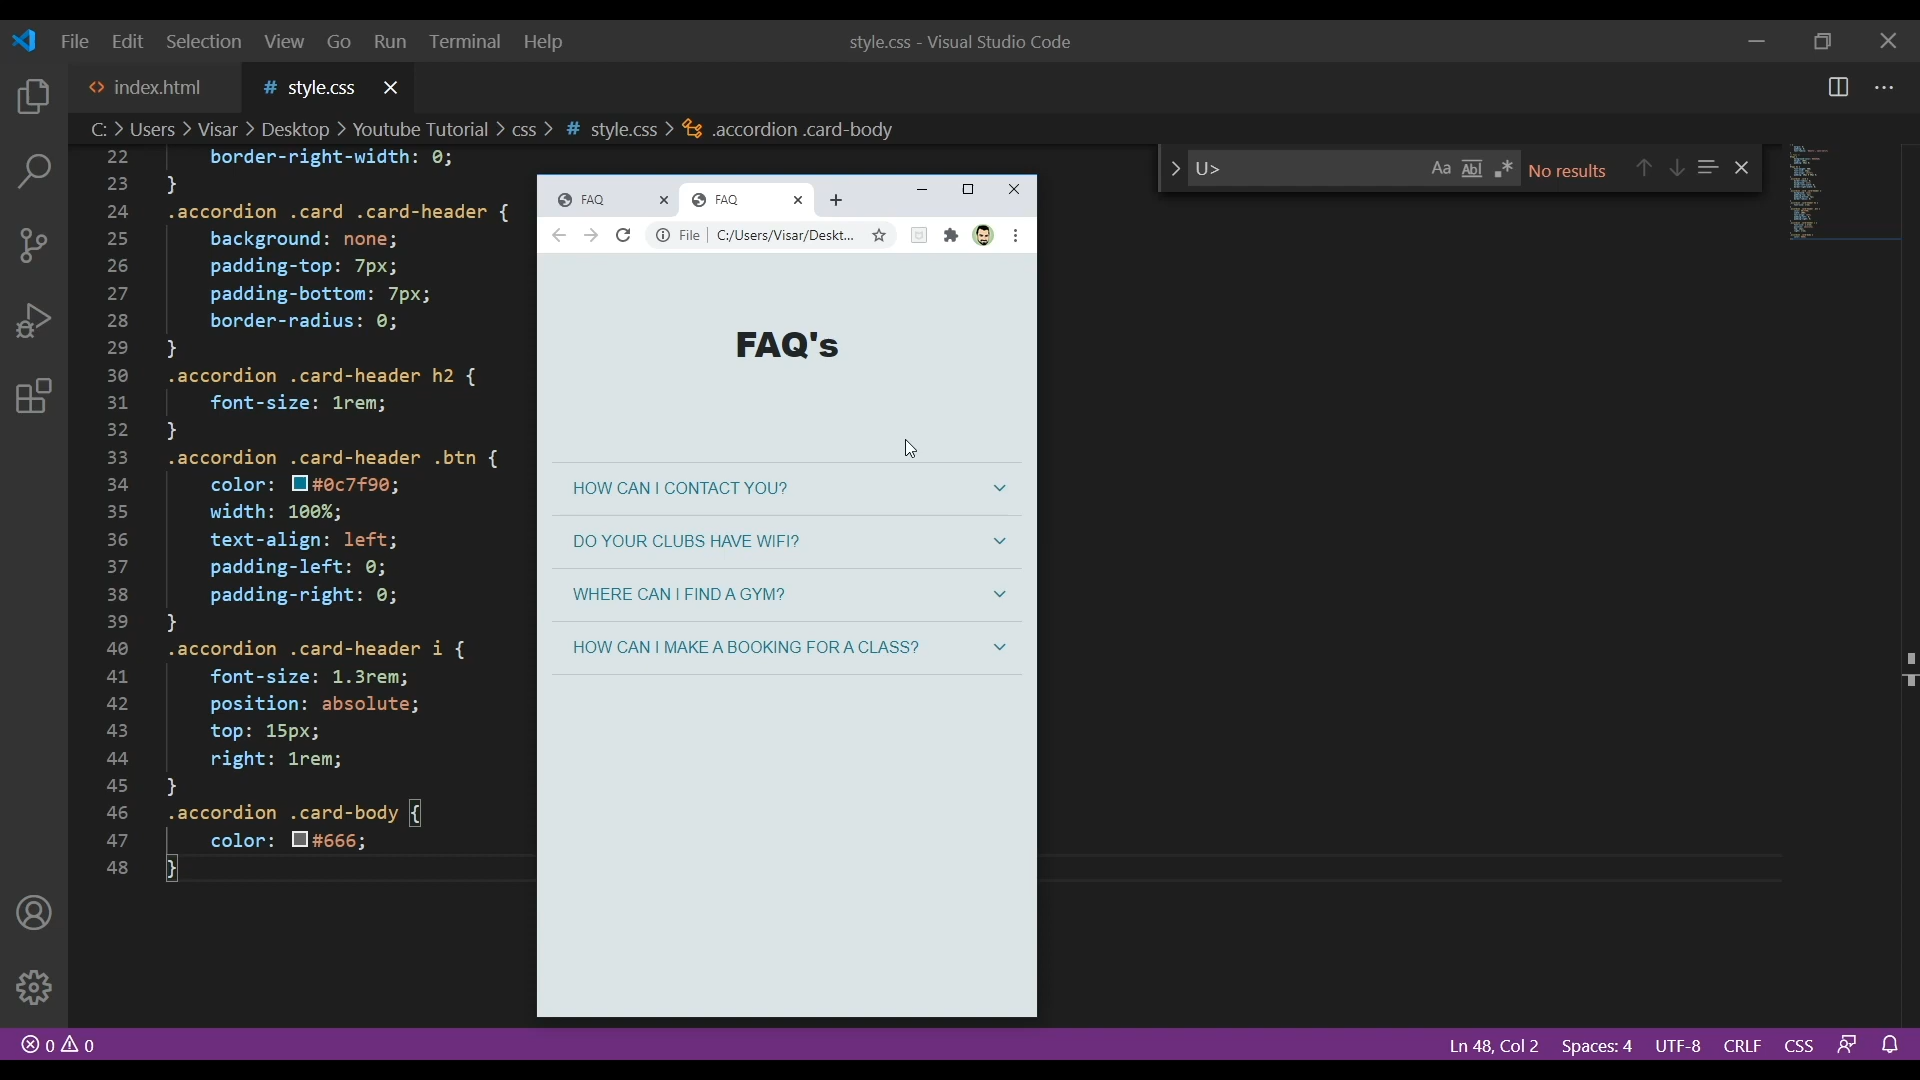 File Edit Selection View Go Run Terminal Help
style.css - Visual Studio Code
index.html
# style.css
C: > Users > Visar > Desktop > Youtube Tutorial > css > # style.css > .accordion .card-body
22 border-right-width: 0;
23 }
24 .accordion .card .card-header {
25 background: none;
26 padding-top: 7px;
27 padding-bottom: 7px;
28 border-radius: 0;
29 }
30 .accordion .card-header h2 {
31 font-size: 1rem;
32 }
33 .accordion .card-header .btn {
34 color: #0c7f90;
35 width: 100%;
36 text-align: left;
37 padding-left: 0;
38 padding-right: 0;
39 }
40 .accordion .card-header i {
41 font-size: 1.3rem;
42 position: absolute;
43 top: 15px;
44 right: 1rem;
45 }
46 .accordion .card-body {
47 color: #666;
48 }
U>
Aa Abl .*
No results
FAQ
FAQ
File C:/Users/Visar/Deskt...
FAQ's
HOW CAN I CONTACT YOU?
DO YOUR CLUBS HAVE WIFI?
WHERE CAN I FIND A GYM?
HOW CAN I MAKE A BOOKING FOR A CLASS?
0 0
Ln 48, Col 2 Spaces: 4 UTF-8 CRLF CSS